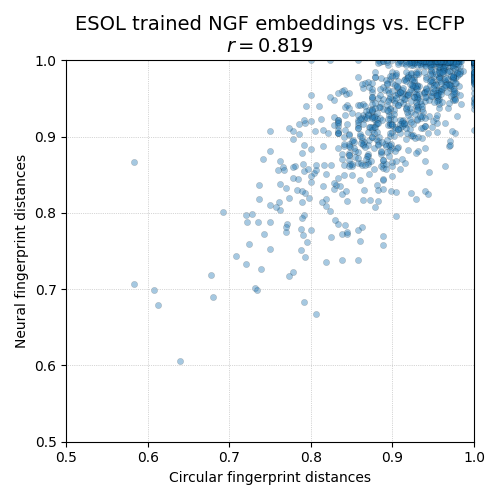 ESOL trained NGF embeddings vs. ECFP
r = 0.819
1.0
0.9
0.8
0.7
0.6
0.5
Neural fingerprint distances
0.5 0.6 0.7 0.8 0.9 1.0
Circular fingerprint distances